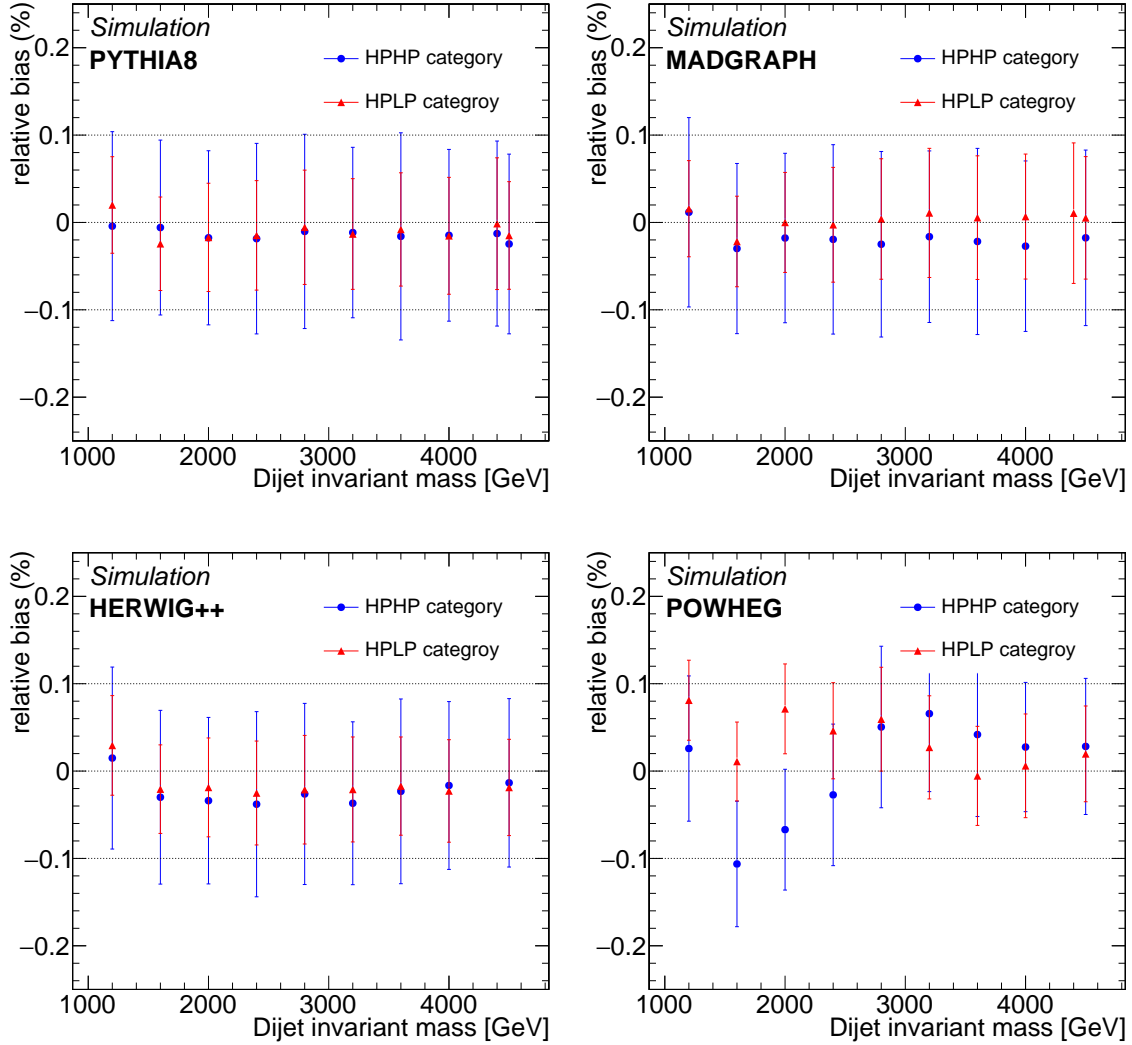 Simulation
PYTHIA8
HPHP category
HPLP categroy
relative bias (%)
0.2
0.1
0
−0.1
−0.2
1000 2000 3000 4000
Dijet invariant mass [GeV]
Simulation
MADGRAPH
HPHP category
HPLP categroy
relative bias (%)
0.2
0.1
0
−0.1
−0.2
1000 2000 3000 4000
Dijet invariant mass [GeV]
Simulation
HERWIG++
HPHP category
HPLP categroy
relative bias (%)
0.2
0.1
0
−0.1
−0.2
1000 2000 3000 4000
Dijet invariant mass [GeV]
Simulation
POWHEG
HPHP category
HPLP categroy
relative bias (%)
0.2
0.1
0
−0.1
−0.2
1000 2000 3000 4000
Dijet invariant mass [GeV]